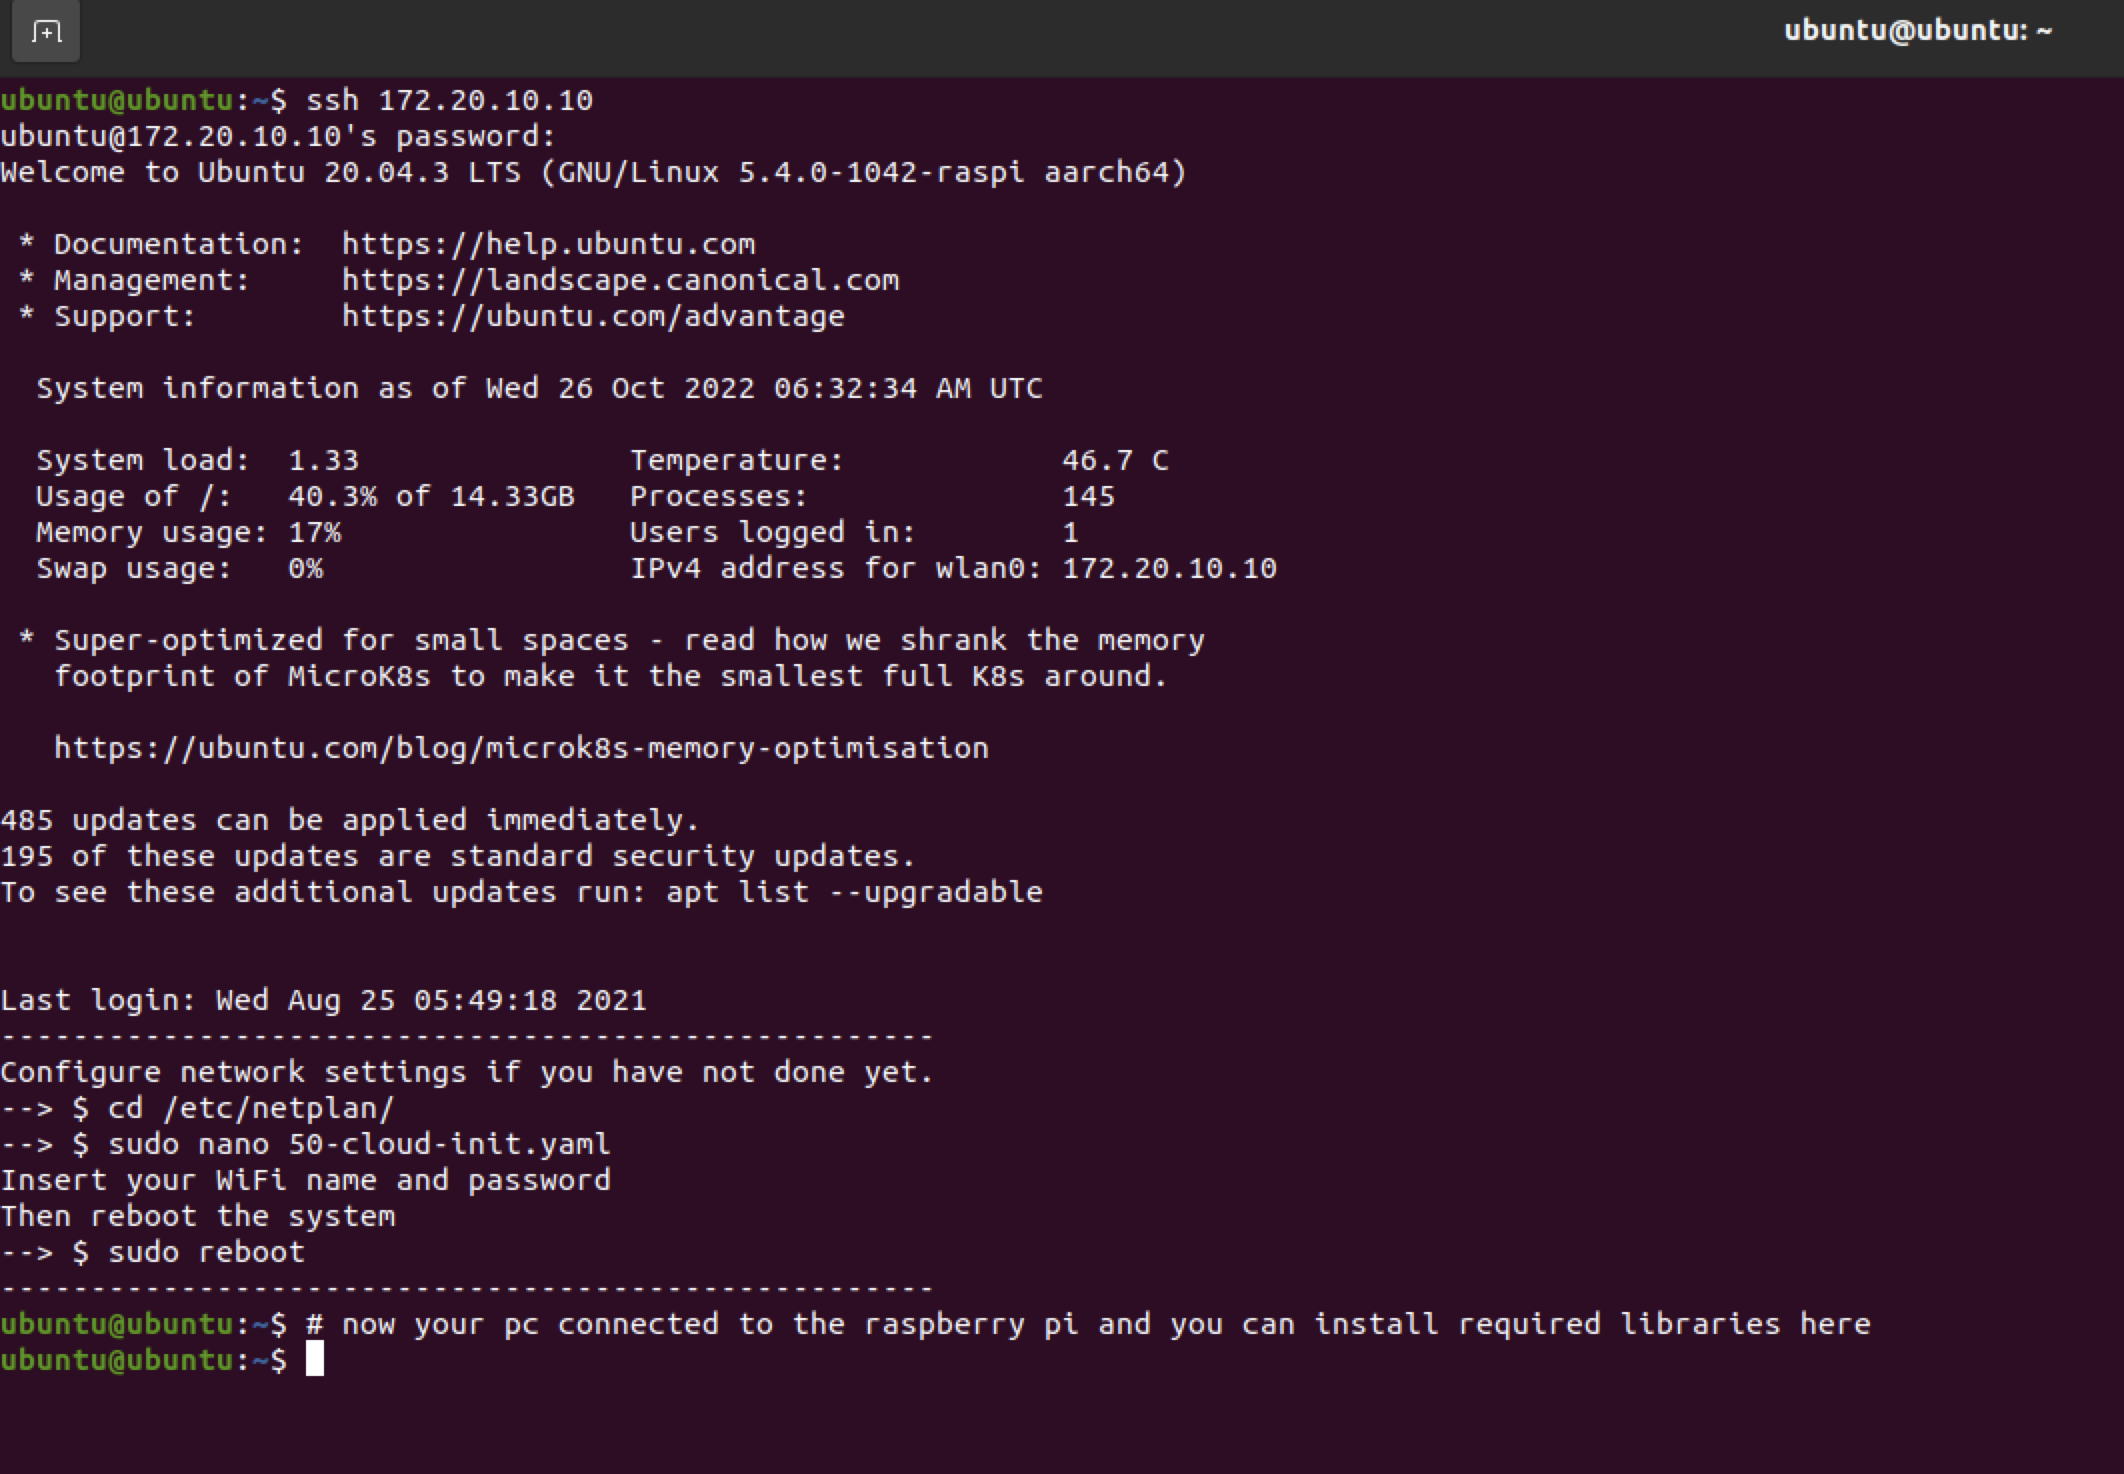 ubuntu@ubuntu: ~
ubuntu@ubuntu:~$ ssh 172.20.10.10
ubuntu@172.20.10.10's password:
Welcome to Ubuntu 20.04.3 LTS (GNU/Linux 5.4.0-1042-raspi aarch64)
 * Documentation:  https://help.ubuntu.com
 * Management:     https://landscape.canonical.com
 * Support:        https://ubuntu.com/advantage
  System information as of Wed 26 Oct 2022 06:32:34 AM UTC
  System load:  1.33               Temperature:            46.7 C
  Usage of /:   40.3% of 14.33GB   Processes:              145
  Memory usage: 17%                Users logged in:        1
  Swap usage:   0%                 IPv4 address for wlan0: 172.20.10.10
 * Super-optimized for small spaces - read how we shrank the memory
   footprint of MicroK8s to make it the smallest full K8s around.
   https://ubuntu.com/blog/microk8s-memory-optimisation
485 updates can be applied immediately.
195 of these updates are standard security updates.
To see these additional updates run: apt list --upgradable
Last login: Wed Aug 25 05:49:18 2021
----------------------------------------------------
Configure network settings if you have not done yet.
--> $ cd /etc/netplan/
--> $ sudo nano 50-cloud-init.yaml
Insert your WiFi name and password
Then reboot the system
--> $ sudo reboot
----------------------------------------------------
ubuntu@ubuntu:~$ # now your pc connected to the raspberry pi and you can install required libraries here
ubuntu@ubuntu:~$